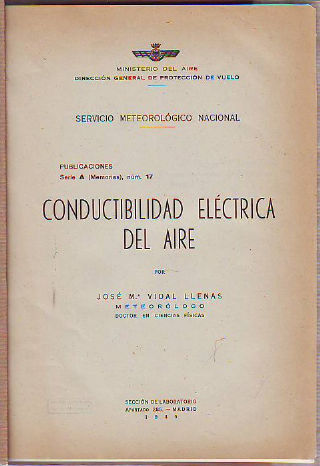 MINISTERIO DEL AIRE
DIRECCIÓN GENERAL DE PROTECCIÓN DE VUELO
SERVICIO METEOROLÓGICO NACIONAL
PUBLICACIONES
Serie A (Memorias), núm. 17
CONDUCTIBILIDAD ELÉCTRICA
DEL AIRE
POR
JOSÉ M.ª VIDAL LLENAS
METEORÓLOGO
DOCTOR EN CIENCIAS FÍSICAS
SECCIÓN DE LABORATORIO
APARTADO 285. — MADRID